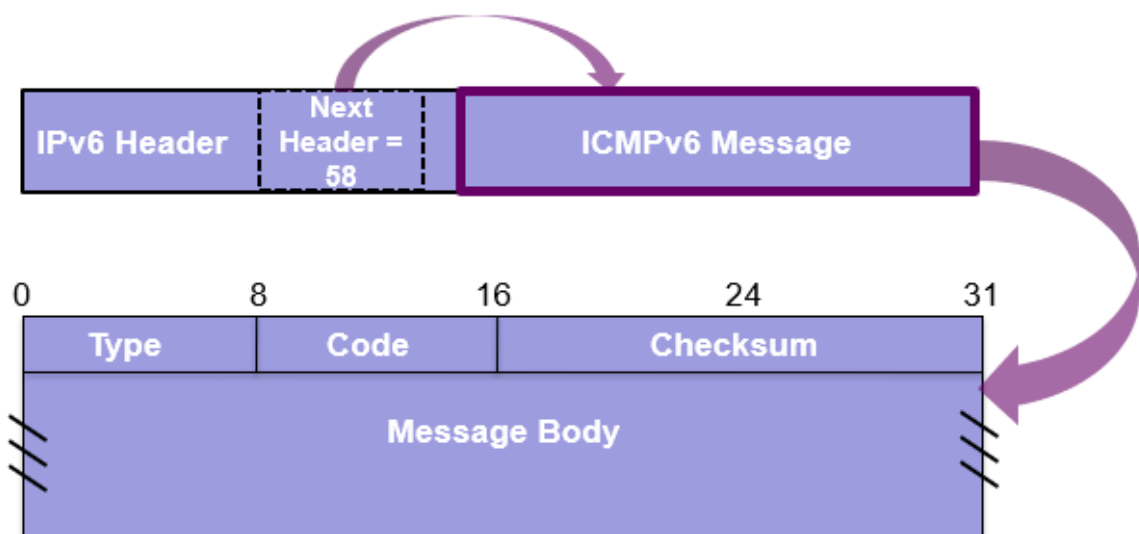 IPv6 Header
Next
Header =
58
ICMPv6 Message
0 8 16 24 31
Type Code Checksum
Message Body